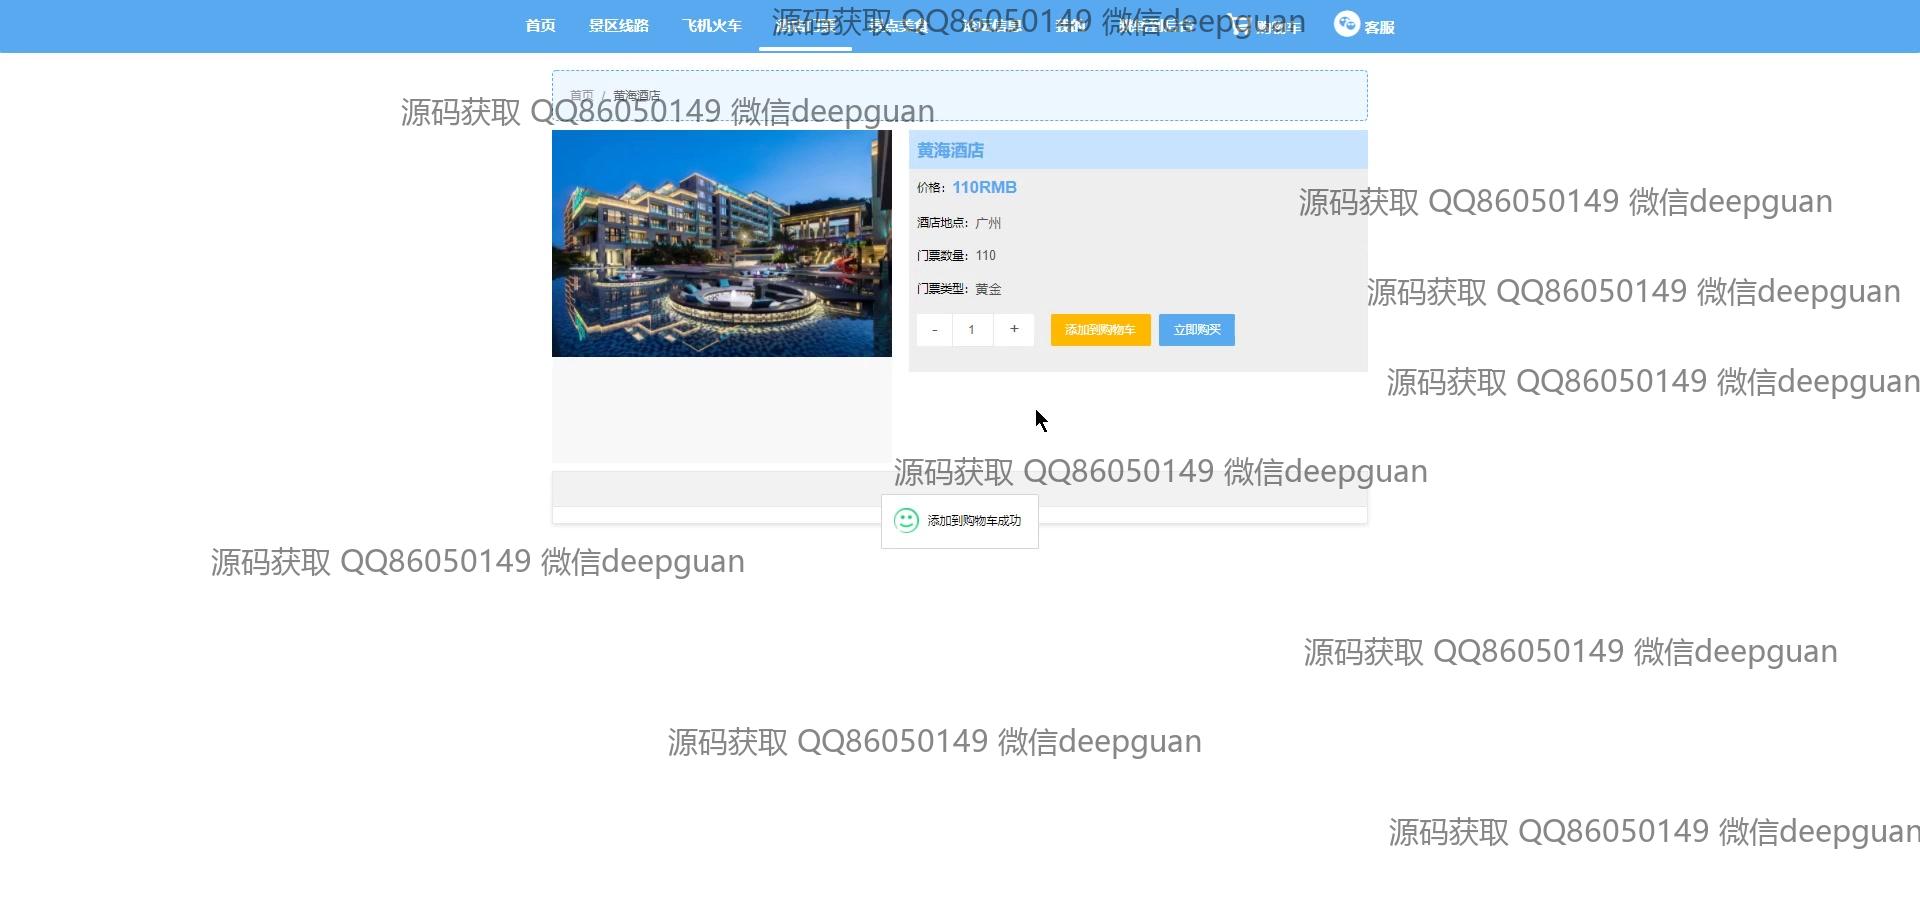 首页 景区线路 飞机火车 购物车 客服
源码获取 QQ86050149 微信deepguan
首页 / 黄海酒店
源码获取 QQ86050149 微信deepguan
黄海酒店
价格： 110RMB
源码获取 QQ86050149 微信deepguan
酒店地点： 广州
门票数量： 110
门票类型： 黄金
源码获取 QQ86050149 微信deepguan
- 1 + 添加到购物车 立即购买
源码获取 QQ86050149 微信deepguan
源码获取 QQ86050149 微信deepguan
添加到购物车成功
源码获取 QQ86050149 微信deepguan
源码获取 QQ86050149 微信deepguan
源码获取 QQ86050149 微信deepguan
源码获取 QQ86050149 微信deepguan